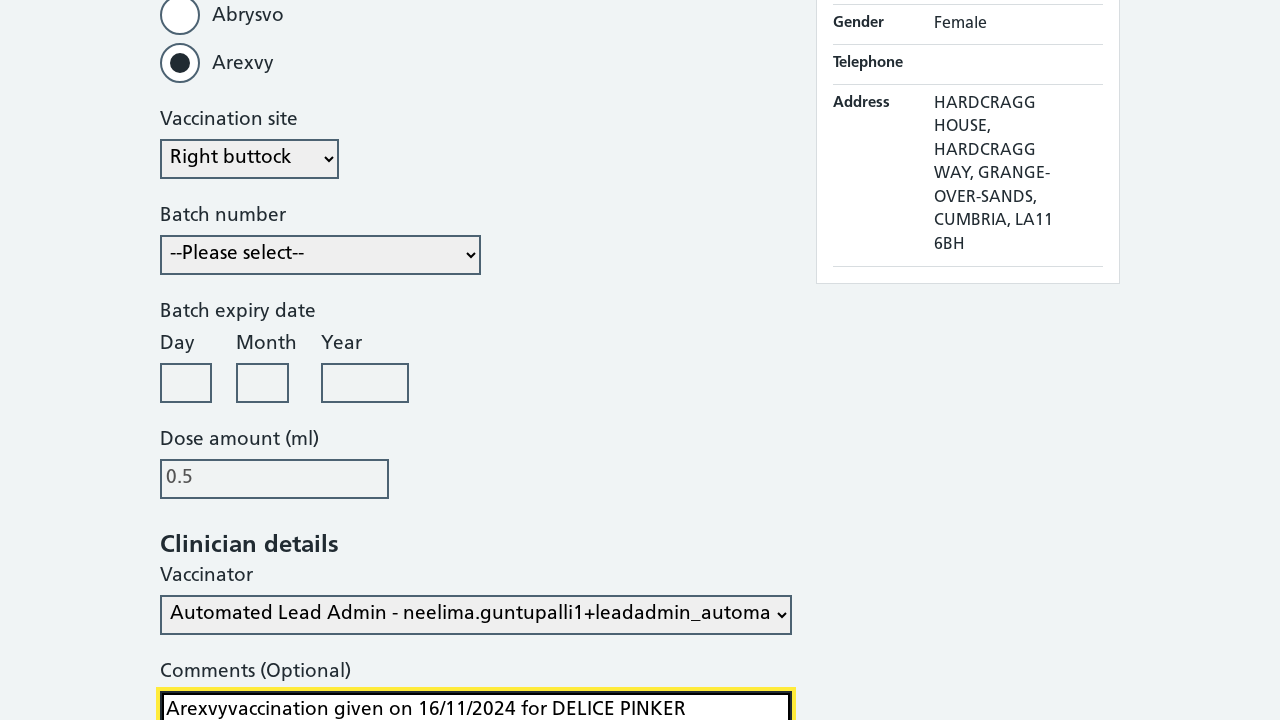 Abrysvo
Arexvy
Vaccination site
Right buttock
Batch number
--Please select--
Batch expiry date
Day Month Year
Dose amount (ml)
0.5
Clinician details
Vaccinator
Automated Lead Admin - neelima.guntupalli1+leadadmin_automa
Comments (Optional)
Arexvyvaccination given on 16/11/2024 for DELICE PINKER
Gender Female
Telephone
Address HARDCRAGG
HOUSE,
HARDCRAGG
WAY, GRANGE-
OVER-SANDS,
CUMBRIA, LA11
6BH